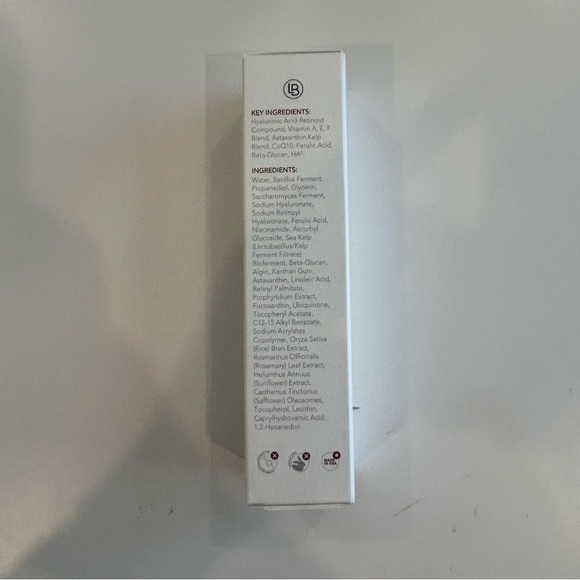 LB
KEY INGREDIENTS:
Hyaluronic Acid-Retinoid
Compound, Vitamin A, E, F
Blend, Astaxanthin Kelp
Blend, CoQ10, Ferulic Acid,
Beta-Glucan, HA²
INGREDIENTS:
Water, Bacillus Ferment,
Propanediol, Glycerin,
Saccharomyces Ferment,
Sodium Hyaluronate,
Sodium Retinoyl
Hyaluronate, Ferulic Acid,
Niacinamide, Ascorbyl
Glucoside, Sea Kelp
(Lactobacillus/Kelp
Ferment Filtrate)
Bioferment, Beta-Glucan,
Algin, Xanthan Gum,
Astaxanthin, Linoleic Acid,
Retinyl Palmitate,
Porphyridium Extract,
Fucoxanthin, Ubiquinone,
Tocopheryl Acetate,
C12-15 Alkyl Benzoate,
Sodium Acrylates
Copolymer, Oryza Sativa
(Rice) Bran Extract,
Rosmarinus Officinalis
(Rosemary) Leaf Extract,
Helianthus Annuus
(Sunflower) Extract,
Carthamus Tinctorius
(Safflower) Oleosomes,
Tocopherol, Lecithin,
Caprylhydroxamic Acid,
1,2-Hexanediol.
MADE
IN USA